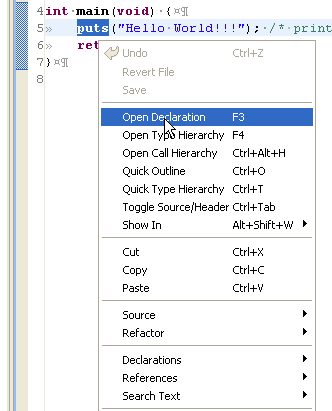 4 int main(void) {¤¶
5 » puts("Hello·World!!!");·/*·print
6 » ret
7 }¤¶
8
Undo Ctrl+Z
Revert File
Save
Open Declaration F3
Open Type Hierarchy F4
Open Call Hierarchy Ctrl+Alt+H
Quick Outline Ctrl+O
Quick Type Hierarchy Ctrl+T
Toggle Source/Header Ctrl+Tab
Show In Alt+Shift+W
Cut Ctrl+X
Copy Ctrl+C
Paste Ctrl+V
Source
Refactor
Declarations
References
Search Text